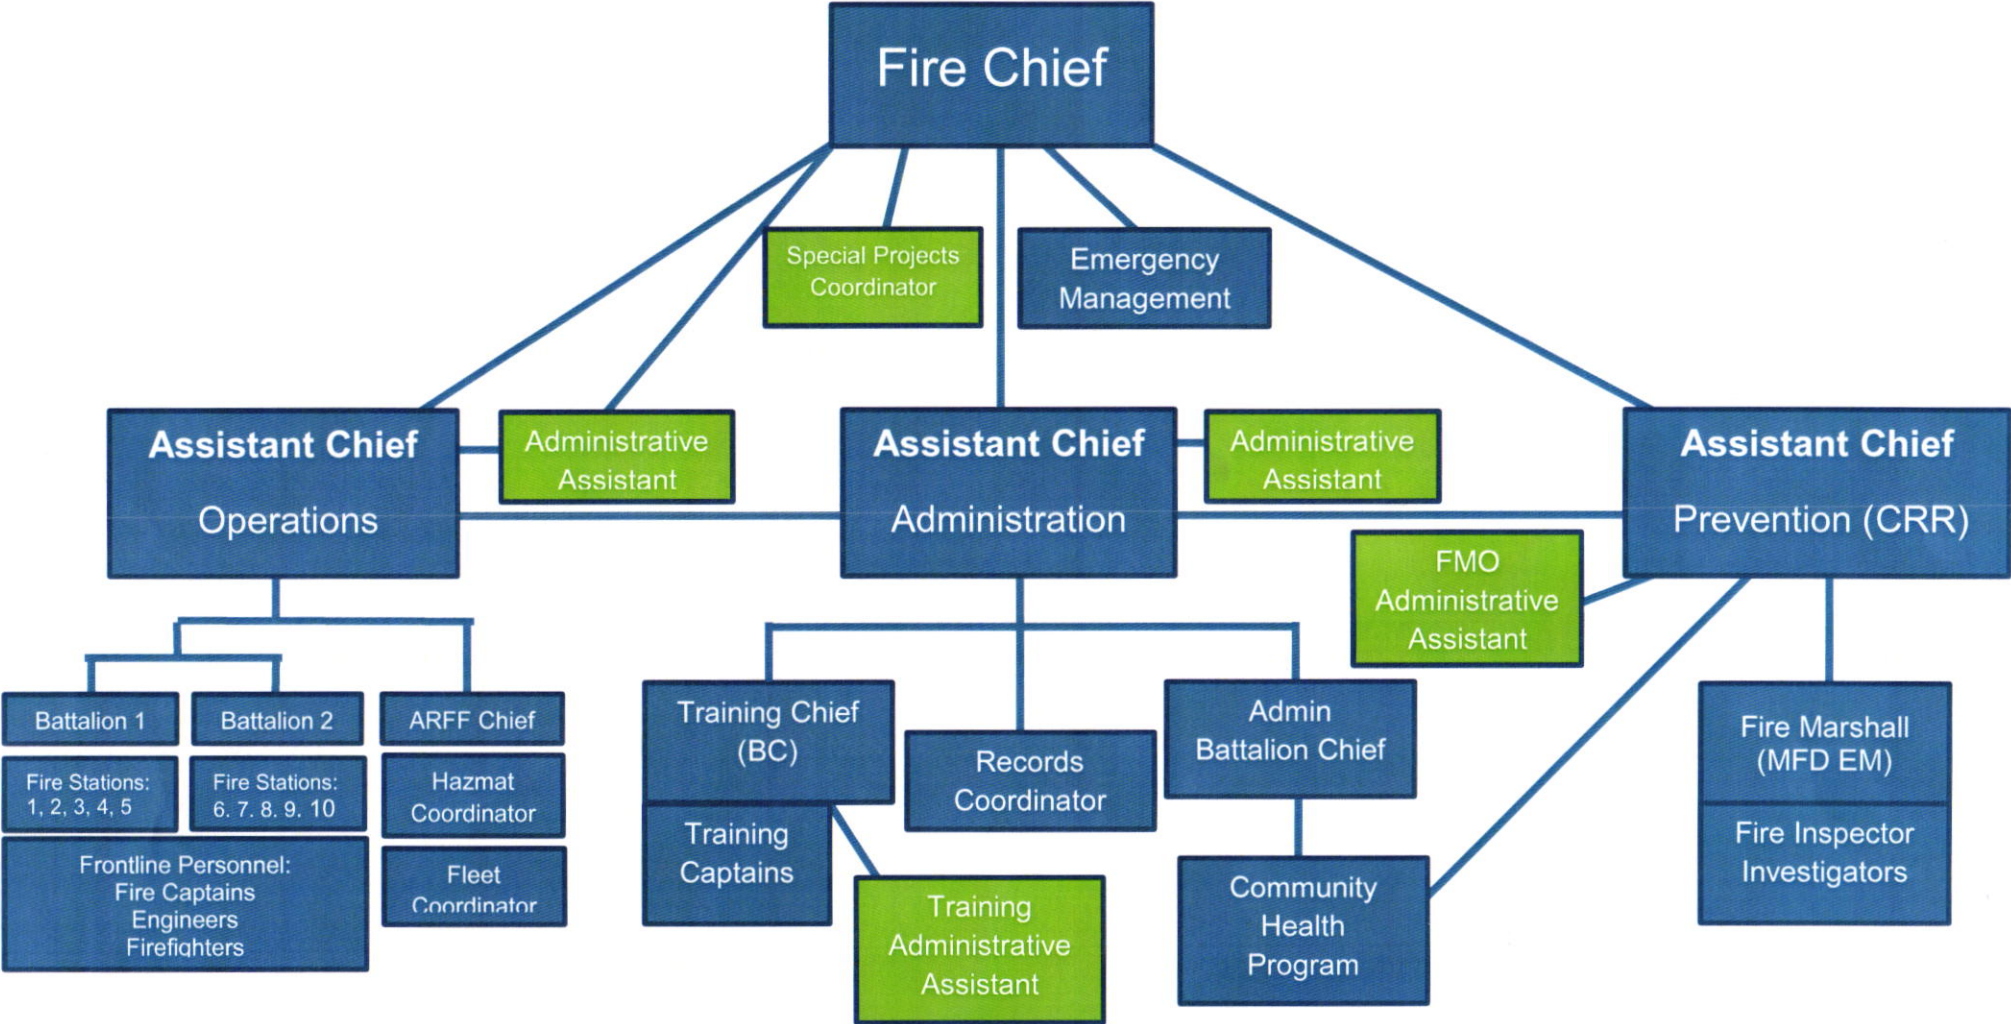 Fire Chief
Special Projects
Coordinator
Emergency
Management
Assistant Chief
Operations
Administrative
Assistant
Assistant Chief
Administration
Administrative
Assistant
Assistant Chief
Prevention (CRR)
FMO
Administrative
Assistant
Battalion 1
Battalion 2
ARFF Chief
Fire Stations:
1, 2, 3, 4, 5
Fire Stations:
6. 7. 8. 9. 10
Hazmat
Coordinator
Frontline Personnel:
Fire Captains
Engineers
Firefighters
Fleet
Coordinator
Training Chief
(BC)
Training
Captains
Records
Coordinator
Training
Administrative
Assistant
Admin
Battalion Chief
Community
Health
Program
Fire Marshall
(MFD EM)
Fire Inspector
Investigators